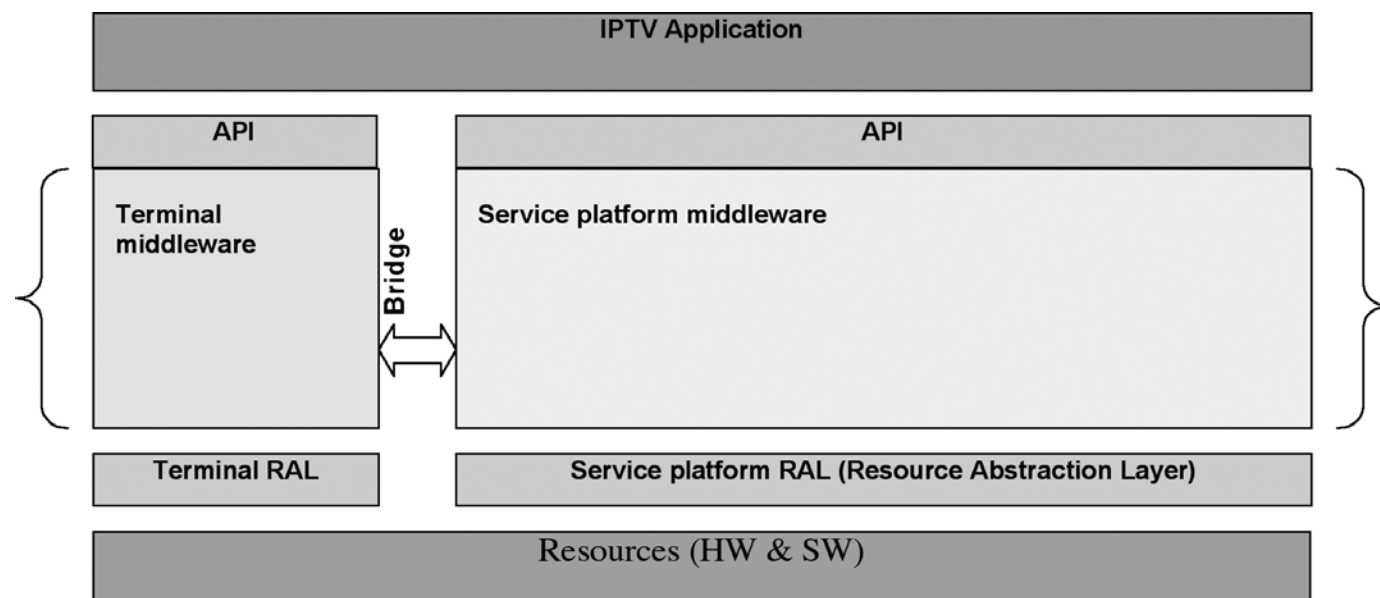 IPTV Application
API
API
Terminal
middleware
Bridge
Service platform middleware
Terminal RAL
Service platform RAL (Resource Abstraction Layer)
Resources (HW & SW)